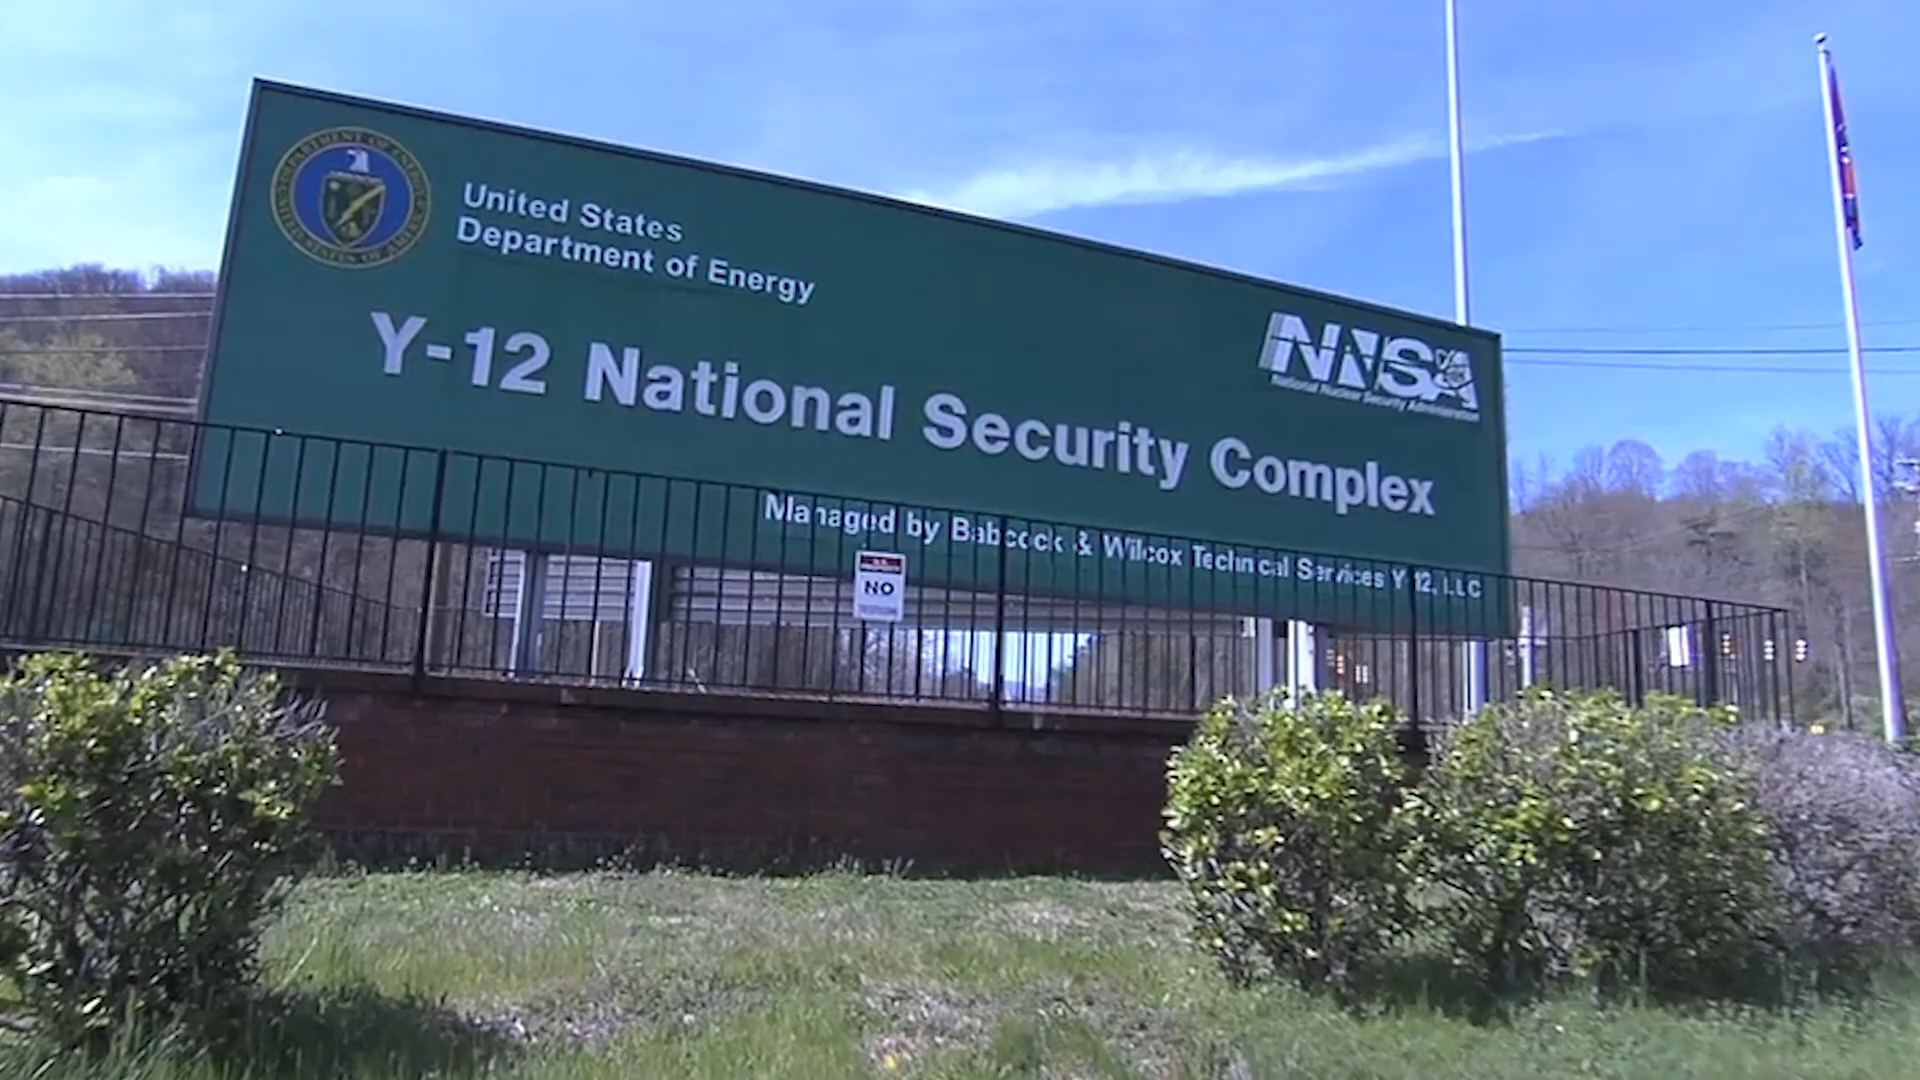 United States
Department of Energy
Y-12 National Security Complex
NNSA
National Nuclear Security Administration
Managed by Babcock & Wilcox Technical Services Y-12, LLC
NO